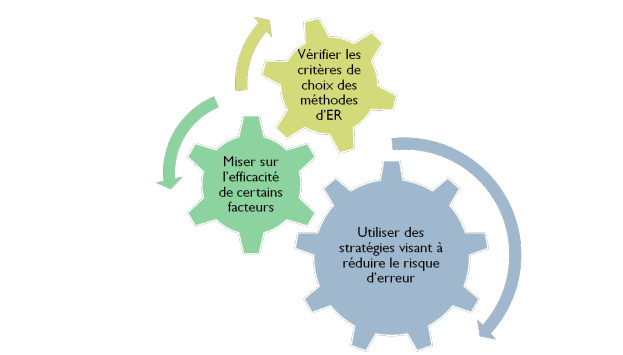 Vérifier les
critères de
choix des
méthodes
d'ER
Miser sur
l'efficacité
de certains
facteurs
Utiliser des
stratégies visant à
réduire le risque
d'erreur